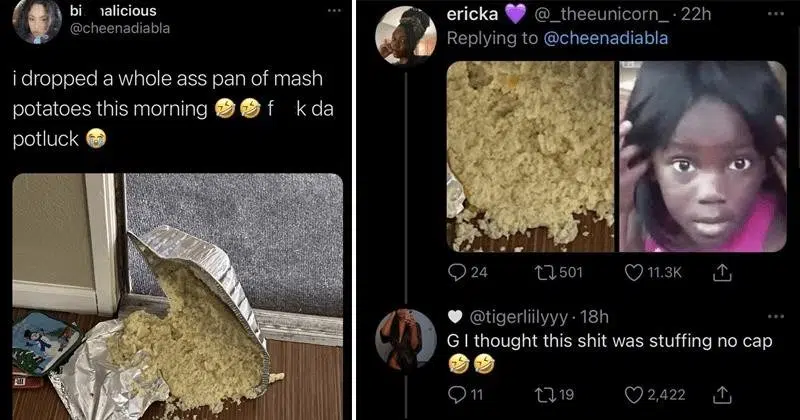 bi nalicious
@cheenadiabla
i dropped a whole ass pan of mash
potatoes this morning 🤣🤣 f k da
potluck 😭
ericka 💜 @_theeunicorn_ · 22h
Replying to @cheenadiabla
24 501 11.3K
🤍 @tigerliilyyy · 18h
G I thought this shit was stuffing no cap
🤣🤣
11 19 2,422